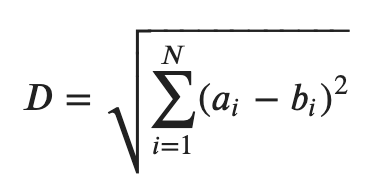 D = √∑_{i=1}^{N}(a_i − b_i)^2